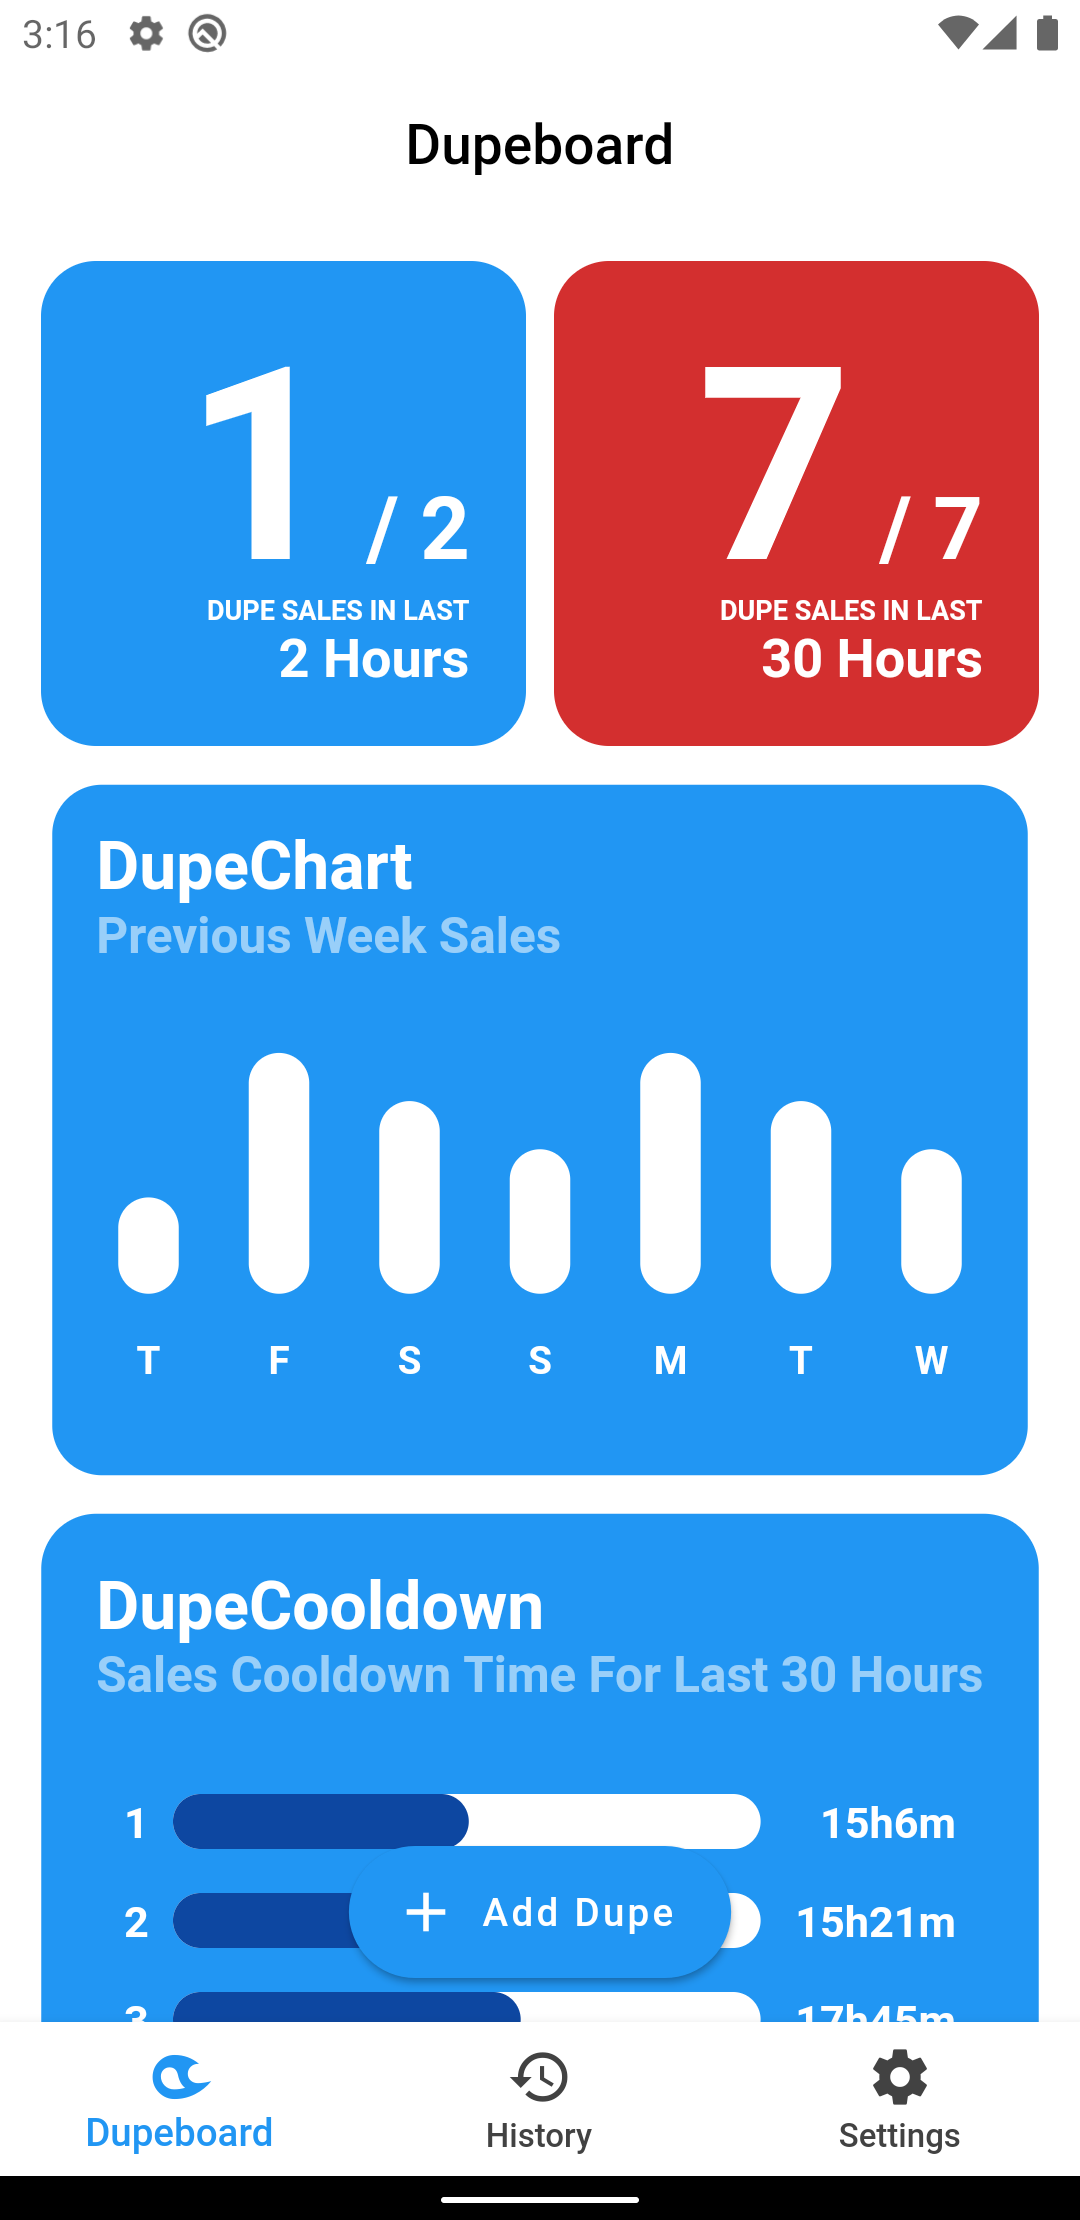 3:16
Dupeboard
1 / 2
DUPE SALES IN LAST
2 Hours
7 / 7
DUPE SALES IN LAST
30 Hours
DupeChart
Previous Week Sales
T F S S M T W
DupeCooldown
Sales Cooldown Time For Last 30 Hours
1 15h6m
2 15h21m
Add Dupe
3 17h45m
Dupeboard
History
Settings